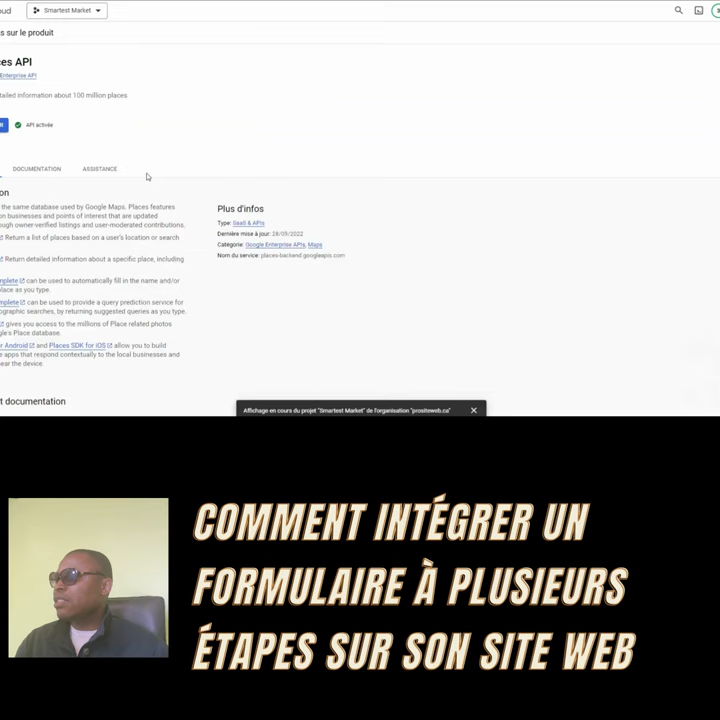 oud
Smartest Market
s sur le produit
ces API
Enterprise API
tailed information about 100 million places
API activée
DOCUMENTATION
ASSISTANCE
on
the same database used by Google Maps. Places features
on businesses and points of interest that are updated
ough owner-verified listings and user-moderated contributions.
Return a list of places based on a user's location or search
Return detailed information about a specific place, including
mplete can be used to automatically fill in the name and/or
lace as you type.
mplete can be used to provide a query prediction service for
ographic searches, by returning suggested queries as you type.
gives you access to the millions of Place related photos
gle's Place database.
r Android and Places SDK for iOS allow you to build
e apps that respond contextually to the local businesses and
near the device.
Plus d'infos
Type: SaaS & APIs
Dernière mise à jour: 28/09/2022
Catégorie: Google Enterprise APIs, Maps
Nom du service: places-backend.googleapis.com
t documentation
Affichage en cours du projet "Smartest Market" de l'organisation "prositeweb.ca"
COMMENT INTÉGRER UN
FORMULAIRE À PLUSIEURS
ÉTAPES SUR SON SITE WEB